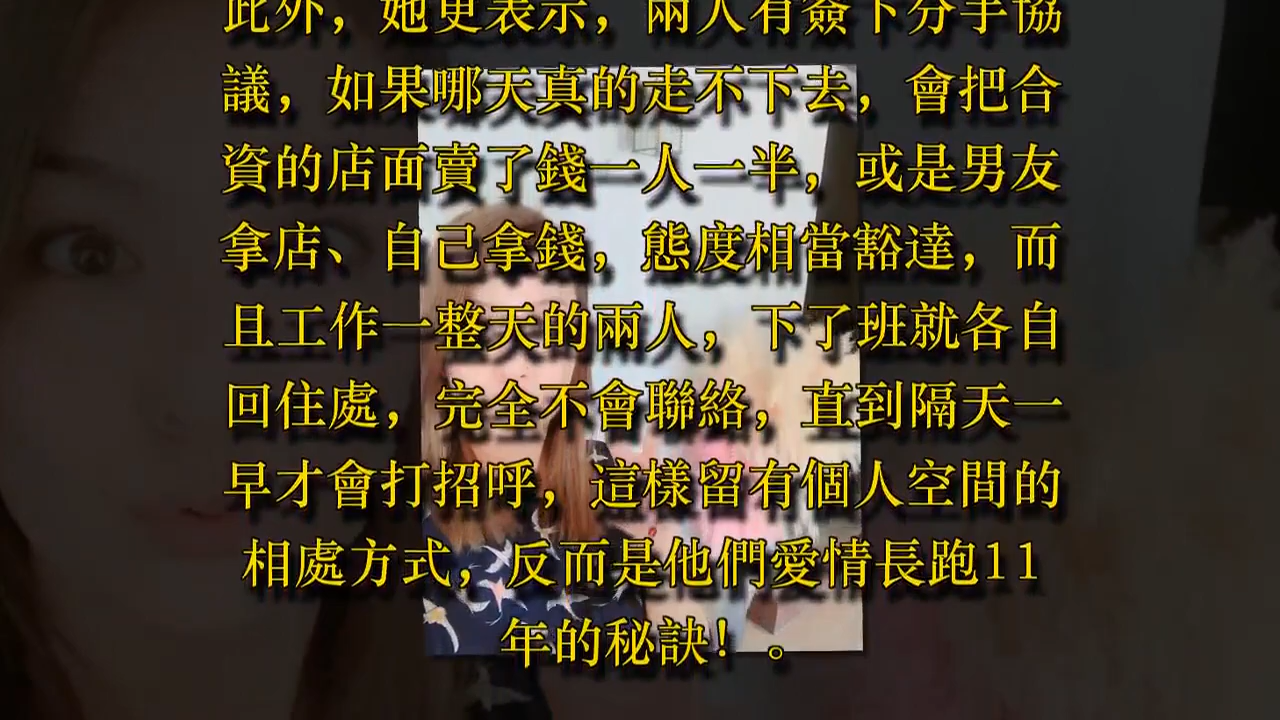 此外，她更表示，兩人有簽下分手協
議，如果哪天真的走不下去，會把合
資的店面賣了錢一人一半，或是男友
拿店、自己拿錢，態度相當豁達，而
且工作一整天的兩人，下了班就各自
回住處，完全不會聯絡，直到隔天一
早才會打招呼，這樣留有個人空間的
相處方式，反而是他們愛情長跑11
年的秘訣！。